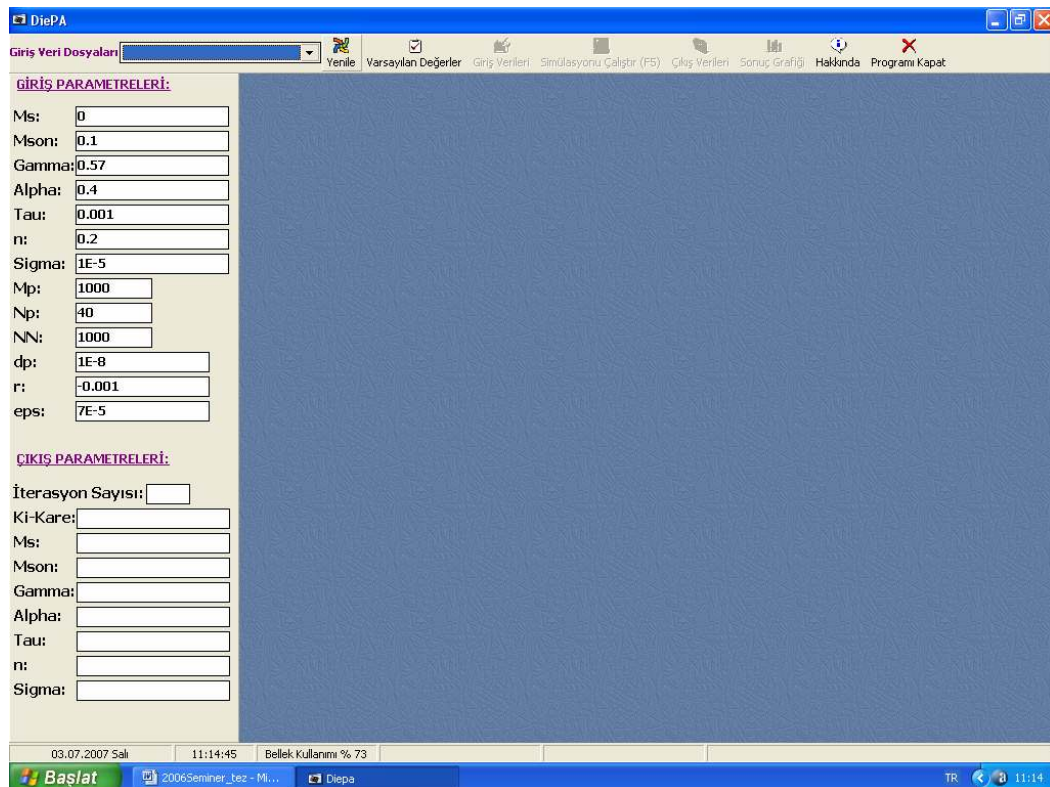 DiePA
Giriş Veri Dosyaları
Yenile Varsayılan Değerler Giriş Verileri Simülasyonu Çalıştır (F5) Çıkış Verileri Sonuç Grafiği Hakkında Programı Kapat
GİRİŞ PARAMETRELERİ:
Ms: 0
Mson: 0.1
Gamma: 0.57
Alpha: 0.4
Tau: 0.001
n: 0.2
Sigma: 1E-5
Mp: 1000
Np: 40
NN: 1000
dp: 1E-8
r: -0.001
eps: 7E-5
ÇIKIŞ PARAMETRELERİ:
İterasyon Sayısı:
Ki-Kare:
Ms:
Mson:
Gamma:
Alpha:
Tau:
n:
Sigma:
03.07.2007 Salı 11:14:45 Bellek Kullanımı % 73
Başlat 2006Seminer_tez - Mi... Diepa TR 11:14